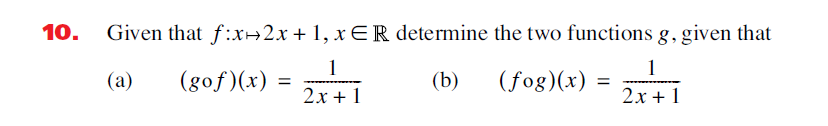 10. Given that f:x↦2x + 1, x ∈ ℝ determine the two functions g, given that
(a) (gof)(x) = 1/(2x + 1) (b) (fog)(x) = 1/(2x + 1)